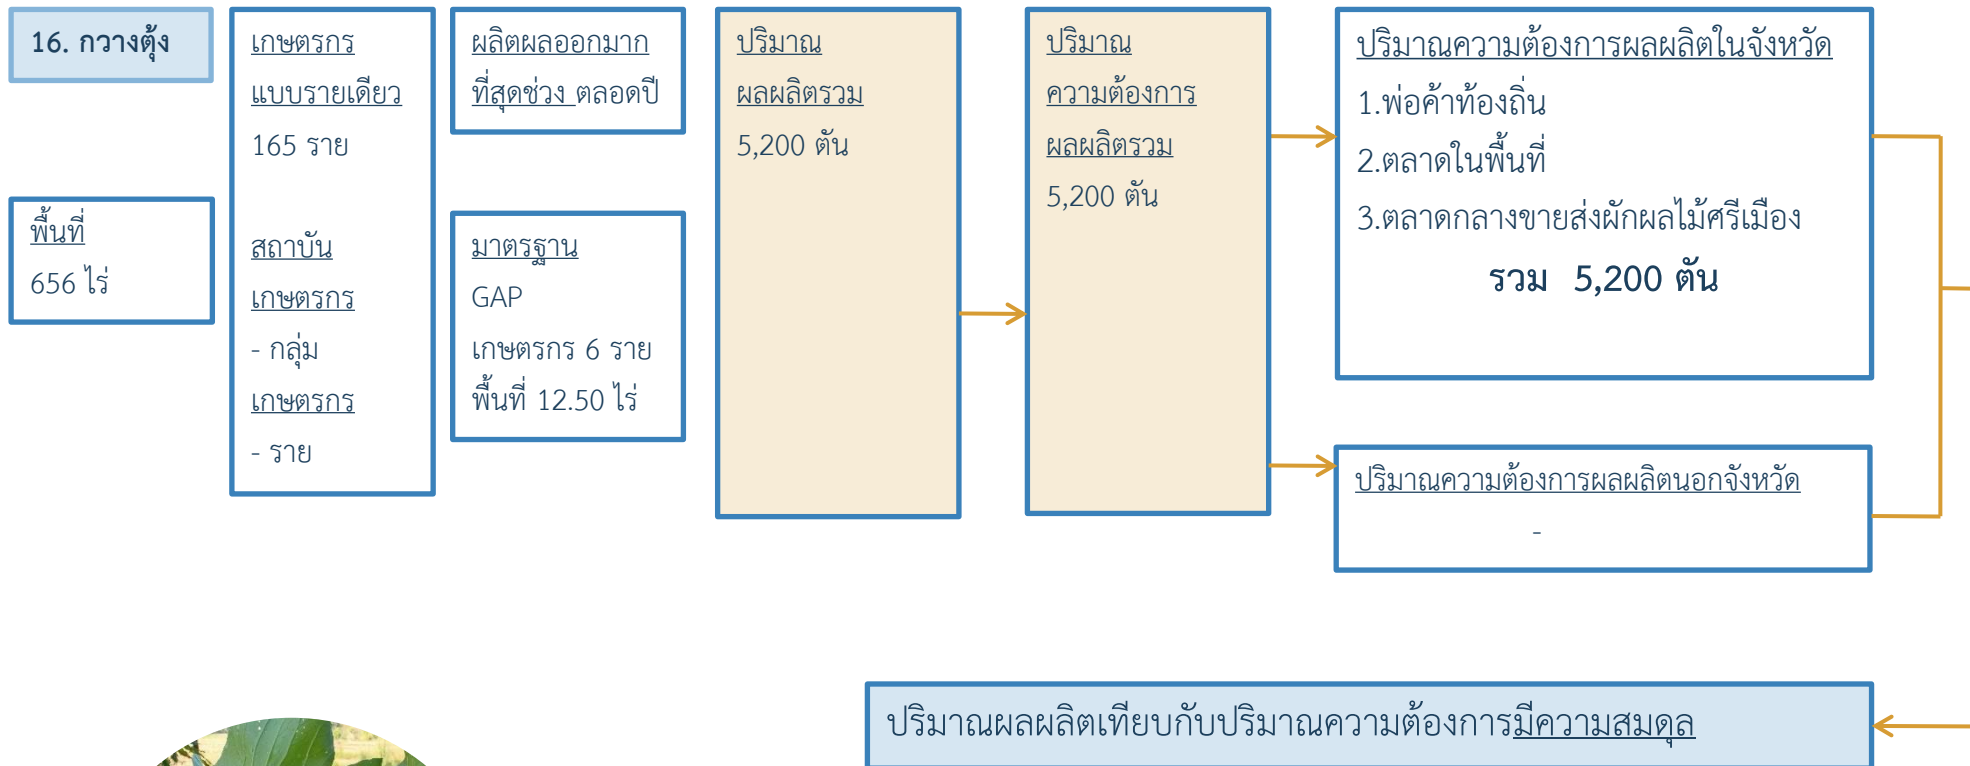 16. กวางตุ้ง
พื้นที่
656 ไร่
เกษตรกร
แบบรายเดียว
165 ราย
สถาบัน
เกษตรกร
- กลุ่ม
เกษตรกร
- ราย
ผลิตผลออกมาก
ที่สุดช่วง ตลอดปี
มาตรฐาน
GAP
เกษตรกร 6 ราย
พื้นที่ 12.50 ไร่
ปริมาณ
ผลผลิตรวม
5,200 ตัน
ปริมาณ
ความต้องการ
ผลผลิตรวม
5,200 ตัน
ปริมาณความต้องการผลผลิตในจังหวัด
1.พ่อค้าท้องถิ่น
2.ตลาดในพื้นที่
3.ตลาดกลางขายส่งผักผลไม้ศรีเมือง
รวม 5,200 ตัน
ปริมาณความต้องการผลผลิตนอกจังหวัด
-
ปริมาณผลผลิตเทียบกับปริมาณความต้องการมีความสมดุล